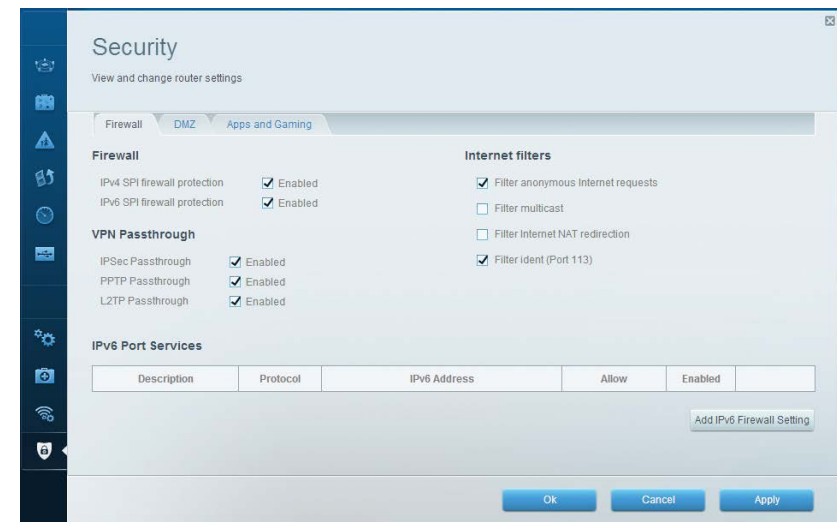 Security
View and change router settings
Firewall DMZ Apps and Gaming
Firewall
IPv4 SPI firewall protection Enabled
IPv6 SPI firewall protection Enabled
VPN Passthrough
IPSec Passthrough Enabled
PPTP Passthrough Enabled
L2TP Passthrough Enabled
Internet filters
Filter anonymous Internet requests
Filter multicast
Filter Internet NAT redirection
Filter ident (Port 113)
IPv6 Port Services
Description Protocol IPv6 Address Allow Enabled
Add IPv6 Firewall Setting
Ok Cancel Apply